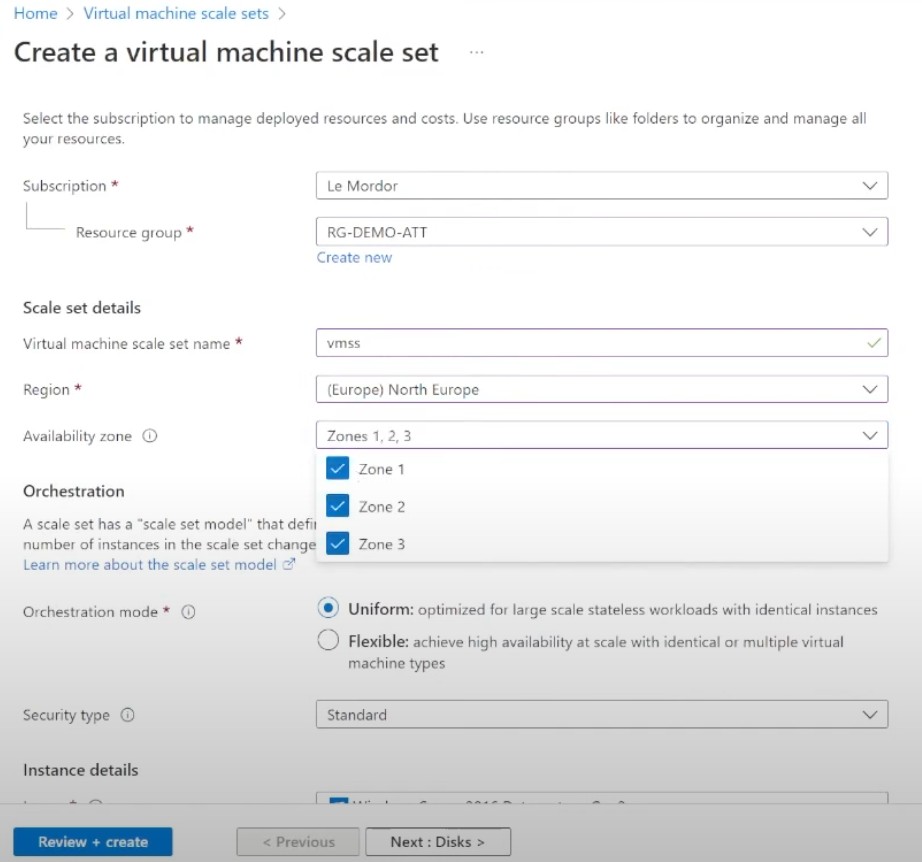 Home > Virtual machine scale sets >
Create a virtual machine scale set ...
Select the subscription to manage deployed resources and costs. Use resource groups like folders to organize and manage all
your resources.
Subscription *
Le Mordor
Resource group *
RG-DEMO-ATT
Create new
Scale set details
Virtual machine scale set name *
vmss
Region *
(Europe) North Europe
Availability zone
Zones 1, 2, 3
Zone 1
Zone 2
Zone 3
Orchestration
A scale set has a "scale set model" that defi
number of instances in the scale set change
Learn more about the scale set model
Orchestration mode *
Uniform: optimized for large scale stateless workloads with identical instances
Flexible: achieve high availability at scale with identical or multiple virtual
machine types
Security type
Standard
Instance details
Review + create
< Previous
Next : Disks >